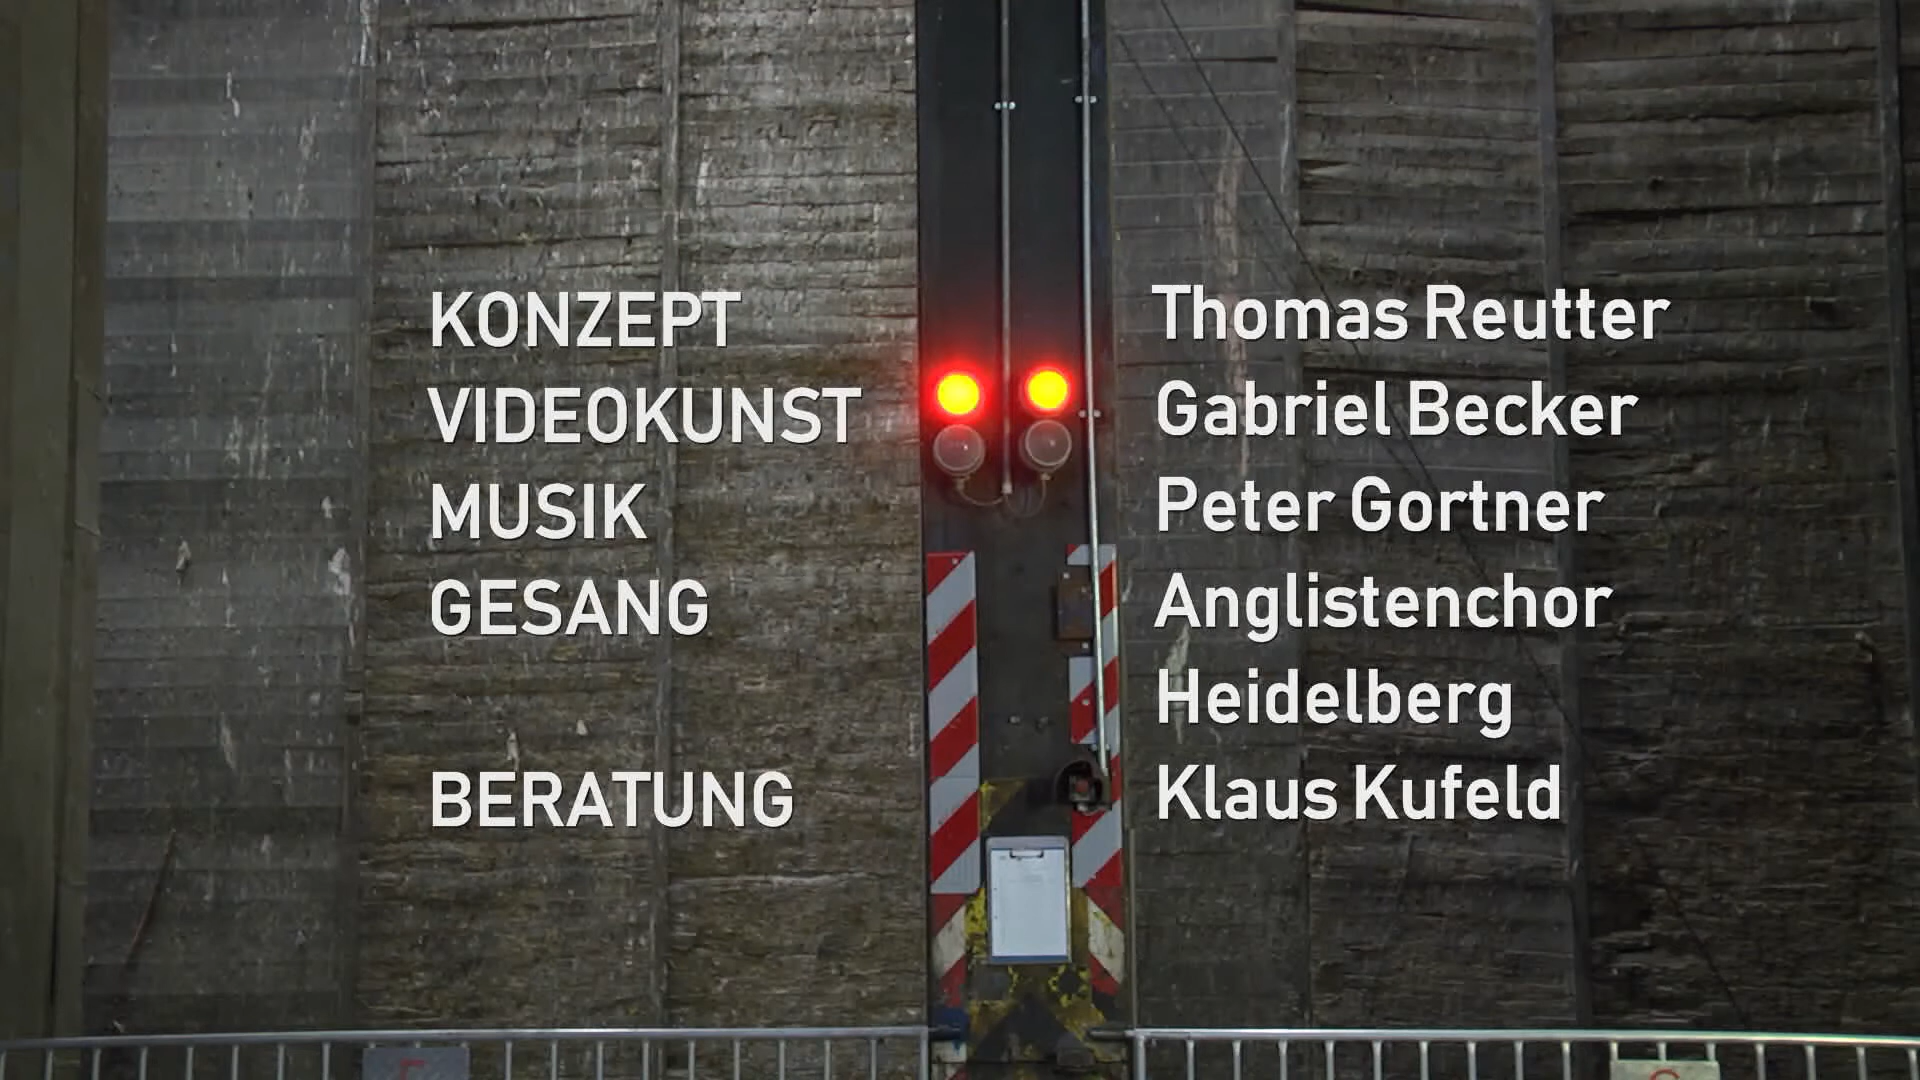 KONZEPT Thomas Reutter
VIDEOKUNST Gabriel Becker
MUSIK Peter Gortner
GESANG Anglistenchor
Heidelberg
BERATUNG Klaus Kufeld